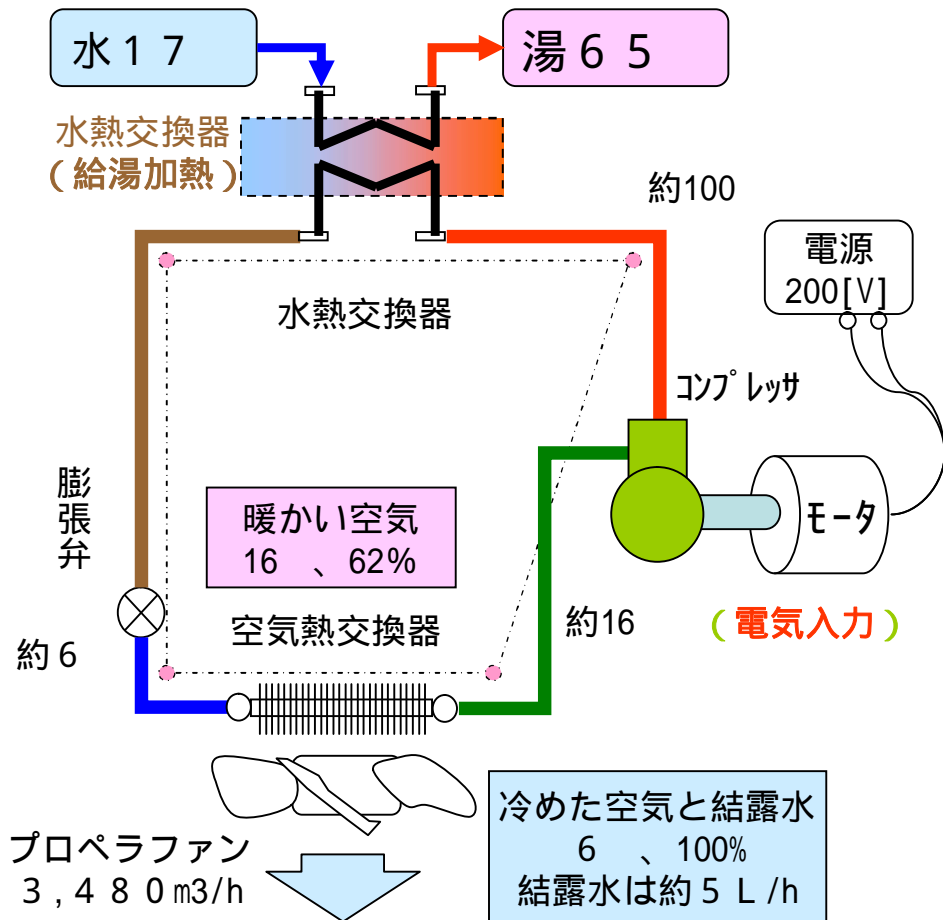 水１７
湯６５
水熱交換器
（給湯加熱）
約100
電源
200[V]
水熱交換器
ｺﾝﾌﾟﾚｯｻ
膨張弁
暖かい空気
16　、62%
モータ
空気熱交換器
約16
（電気入力）
約６
冷めた空気と結露水
6　、100%
結露水は約５Ｌ/h
プロペラファン
３,４８０m3/h